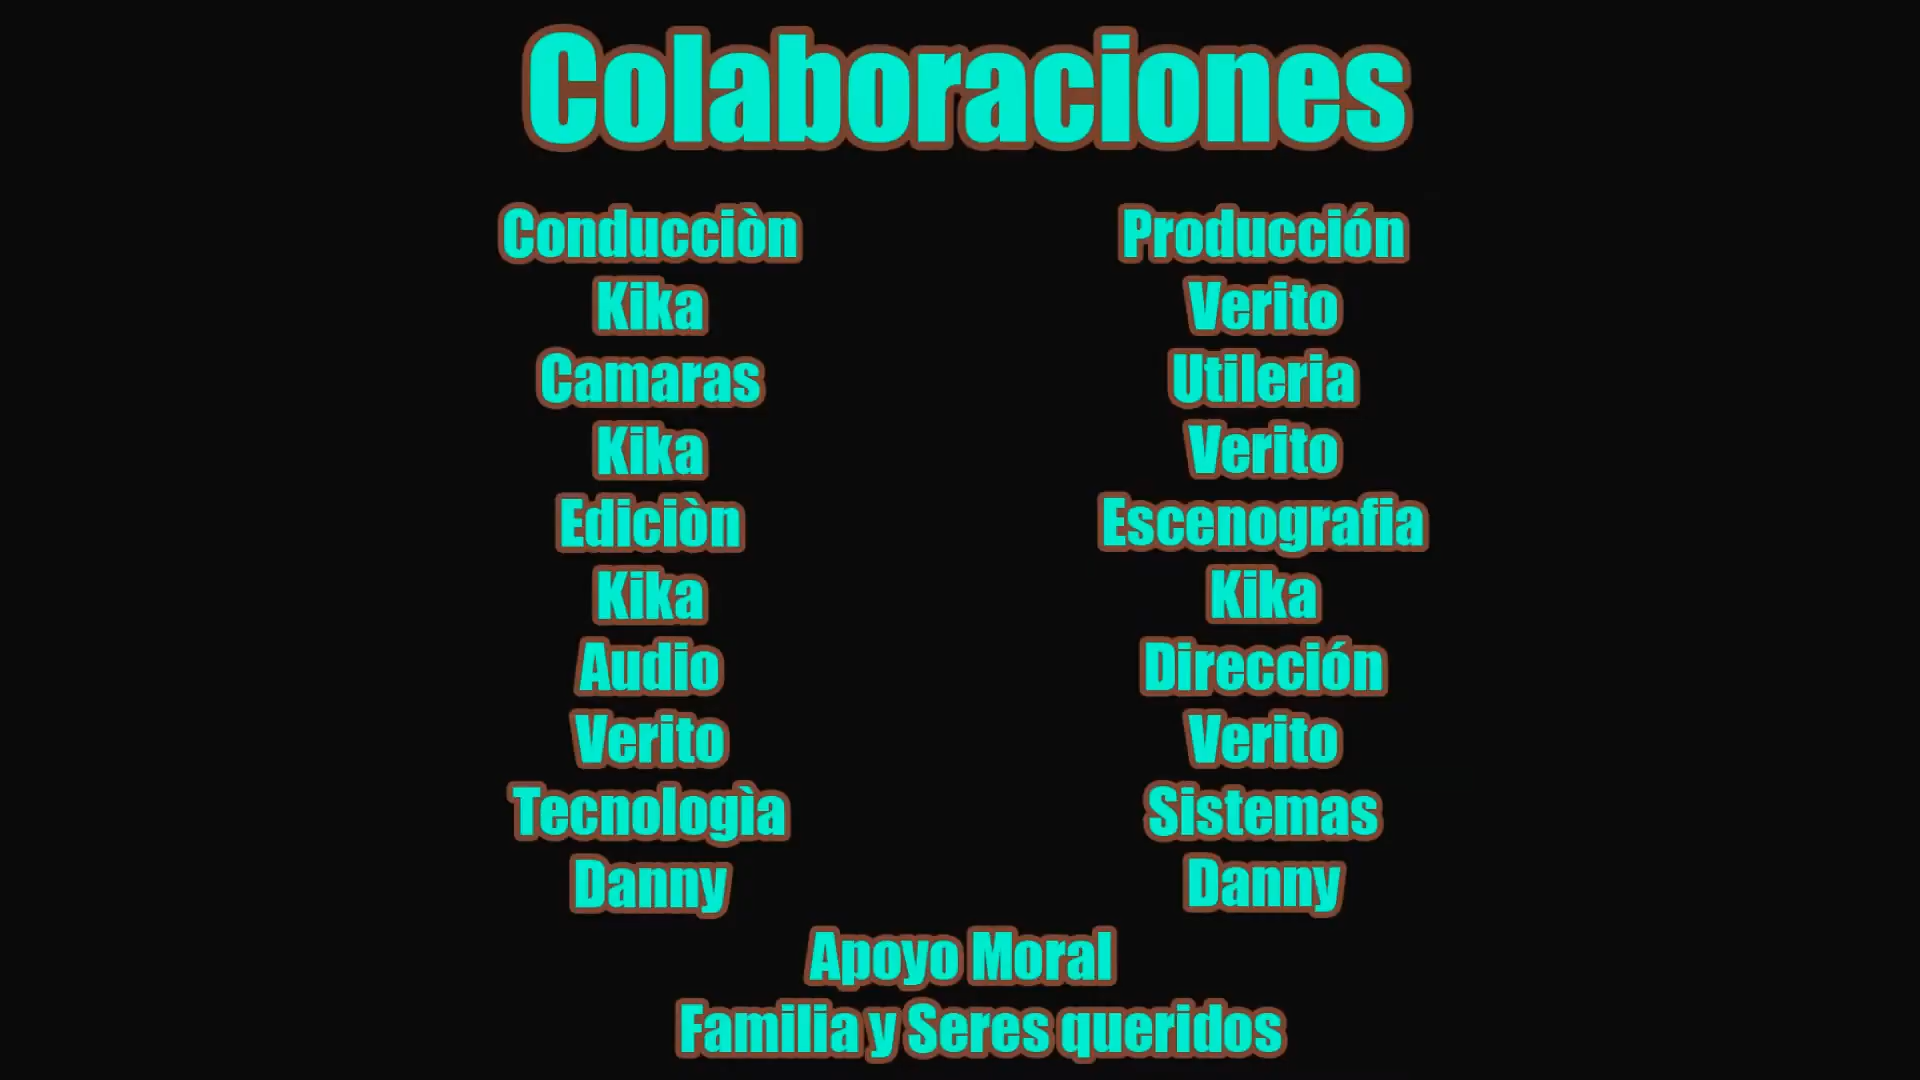 Colaboraciones
Conducciòn
Kika
Camaras
Kika
Ediciòn
Kika
Audio
Verito
Tecnologìa
Danny
Producción
Verito
Utileria
Verito
Escenografia
Kika
Dirección
Verito
Sistemas
Danny
Apoyo Moral
Familia y Seres queridos